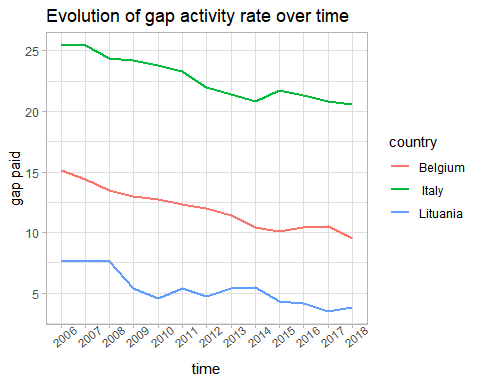 Evolution of gap activity rate over time
25
20
15
10
5
gap paid
2006 2007 2008 2009 2010 2011 2012 2013 2014 2015 2016 2017 2018
time
country
Belgium
Italy
Lituania